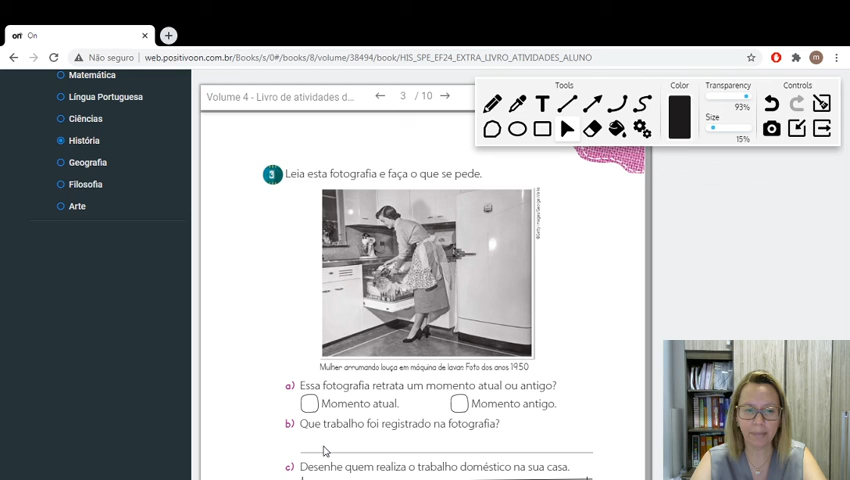 On
Não seguro
web.positivoon.com.br/Books/s/0#/books/8/volume/38494/book/HIS_SPE_EF24_EXTRA_LIVRO_ATIVIDADES_ALUNO
m
Matemática
Língua Portuguesa
Ciências
História
Geografia
Filosofia
Arte
Volume 4 - Livro de atividades d...
3 / 10
Tools
Color
Transparency
93%
Size
15%
Controls
3 Leia esta fotografia e faça o que se pede.
Mulher arrumando louça em máquina de lavar. Foto dos anos 1950
a) Essa fotografia retrata um momento atual ou antigo?
Momento atual. Momento antigo.
b) Que trabalho foi registrado na fotografia?
c) Desenhe quem realiza o trabalho doméstico na sua casa.